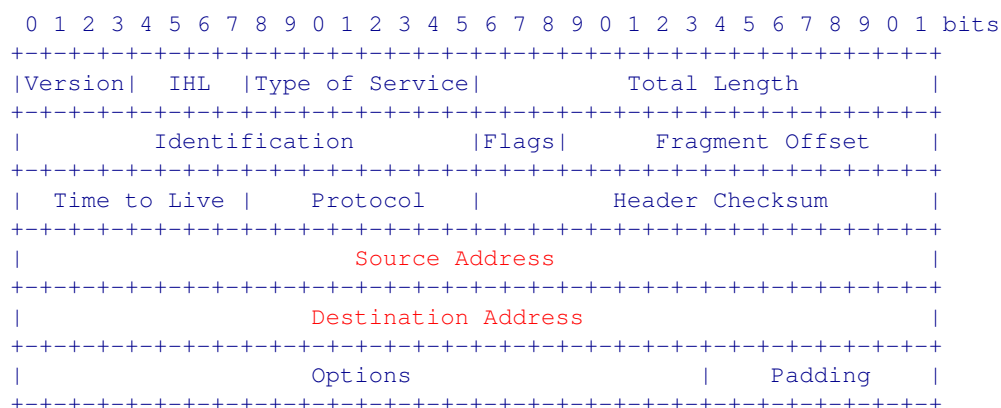 0 1 2 3 4 5 6 7 8 9 0 1 2 3 4 5 6 7 8 9 0 1 2 3 4 5 6 7 8 9 0 1 bits
+-+-+-+-+-+-+-+-+-+-+-+-+-+-+-+-+-+-+-+-+-+-+-+-+-+-+-+-+-+-+-+-+
|Version|  IHL  |Type of Service|          Total Length         |
+-+-+-+-+-+-+-+-+-+-+-+-+-+-+-+-+-+-+-+-+-+-+-+-+-+-+-+-+-+-+-+-+
|         Identification        |Flags|      Fragment Offset    |
+-+-+-+-+-+-+-+-+-+-+-+-+-+-+-+-+-+-+-+-+-+-+-+-+-+-+-+-+-+-+-+-+
|  Time to Live |    Protocol   |         Header Checksum       |
+-+-+-+-+-+-+-+-+-+-+-+-+-+-+-+-+-+-+-+-+-+-+-+-+-+-+-+-+-+-+-+-+
|                       Source Address                          |
+-+-+-+-+-+-+-+-+-+-+-+-+-+-+-+-+-+-+-+-+-+-+-+-+-+-+-+-+-+-+-+-+
|                    Destination Address                        |
+-+-+-+-+-+-+-+-+-+-+-+-+-+-+-+-+-+-+-+-+-+-+-+-+-+-+-+-+-+-+-+-+
|                    Options                    |    Padding    |
+-+-+-+-+-+-+-+-+-+-+-+-+-+-+-+-+-+-+-+-+-+-+-+-+-+-+-+-+-+-+-+-+